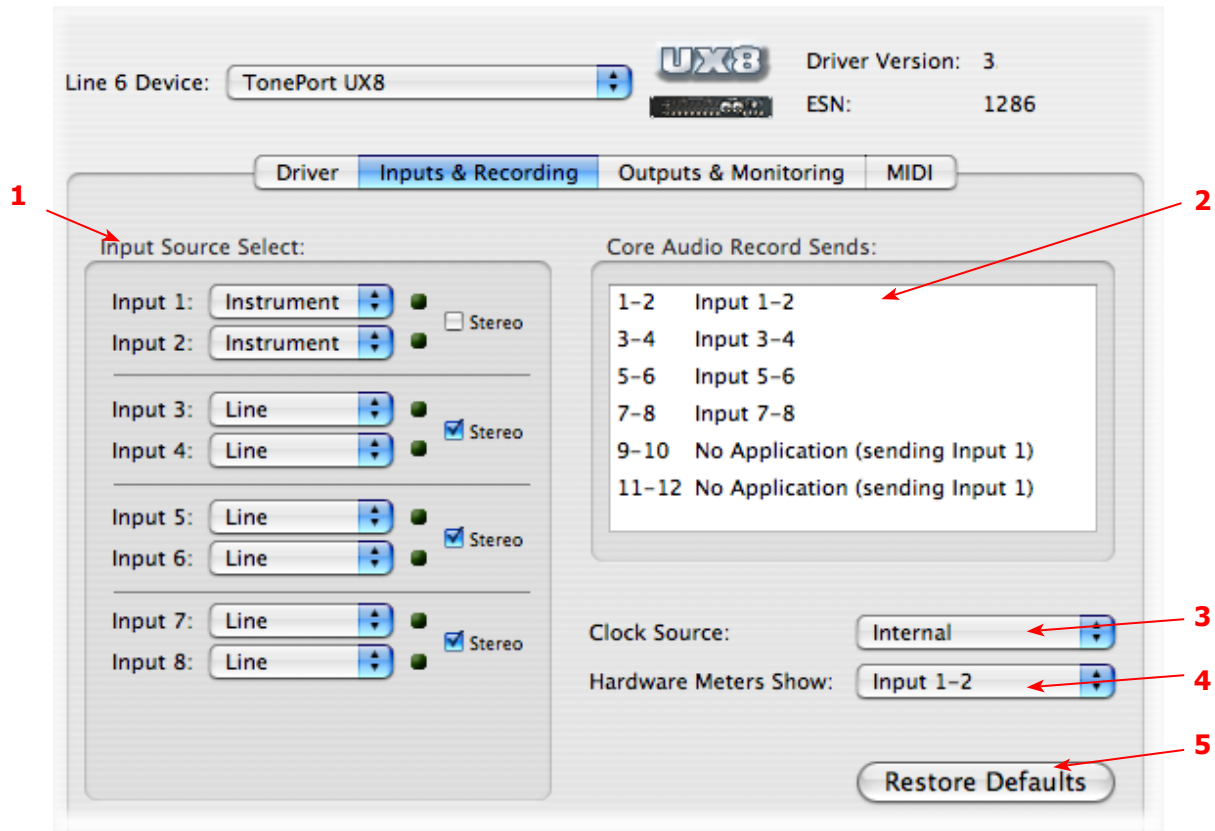 UX8
Line 6 Device: TonePort UX8
Driver Version: 3.
ESN: 1286
Driver Inputs & Recording Outputs & Monitoring MIDI
1
2
Input Source Select:
Input 1: Instrument
Input 2: Instrument
Stereo
Input 3: Line
Input 4: Line
Stereo
Input 5: Line
Input 6: Line
Stereo
Input 7: Line
Input 8: Line
Stereo
Core Audio Record Sends:
1-2 Input 1-2
3-4 Input 3-4
5-6 Input 5-6
7-8 Input 7-8
9-10 No Application (sending Input 1)
11-12 No Application (sending Input 1)
Clock Source: Internal
3
Hardware Meters Show: Input 1-2
4
5
Restore Defaults